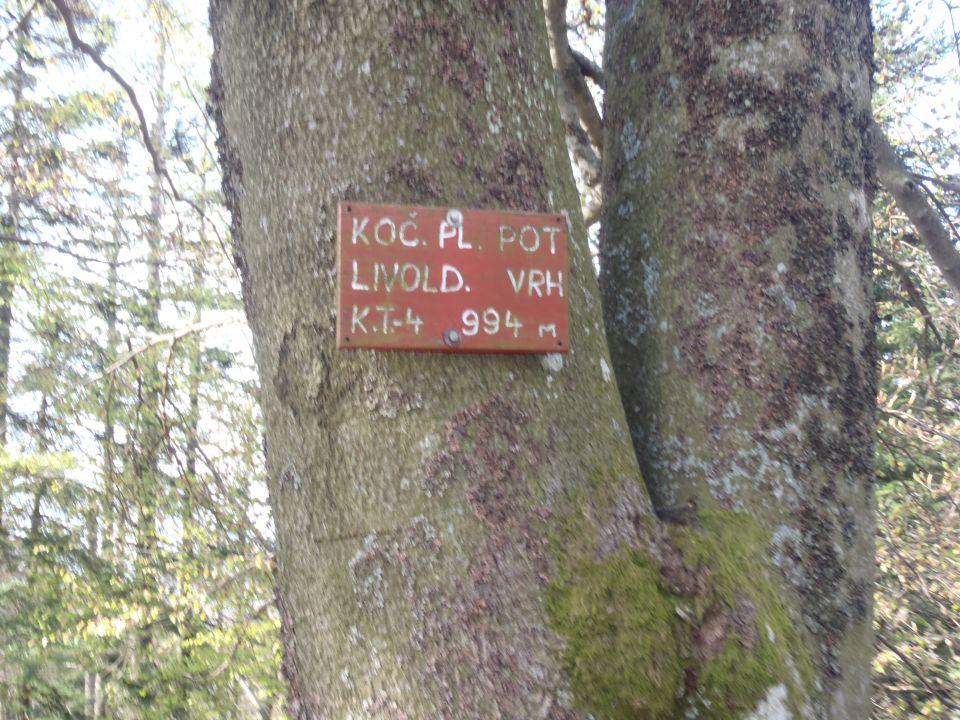 KOČ. PL. POT
LIVOLD. VRH
K.T-4 994 m